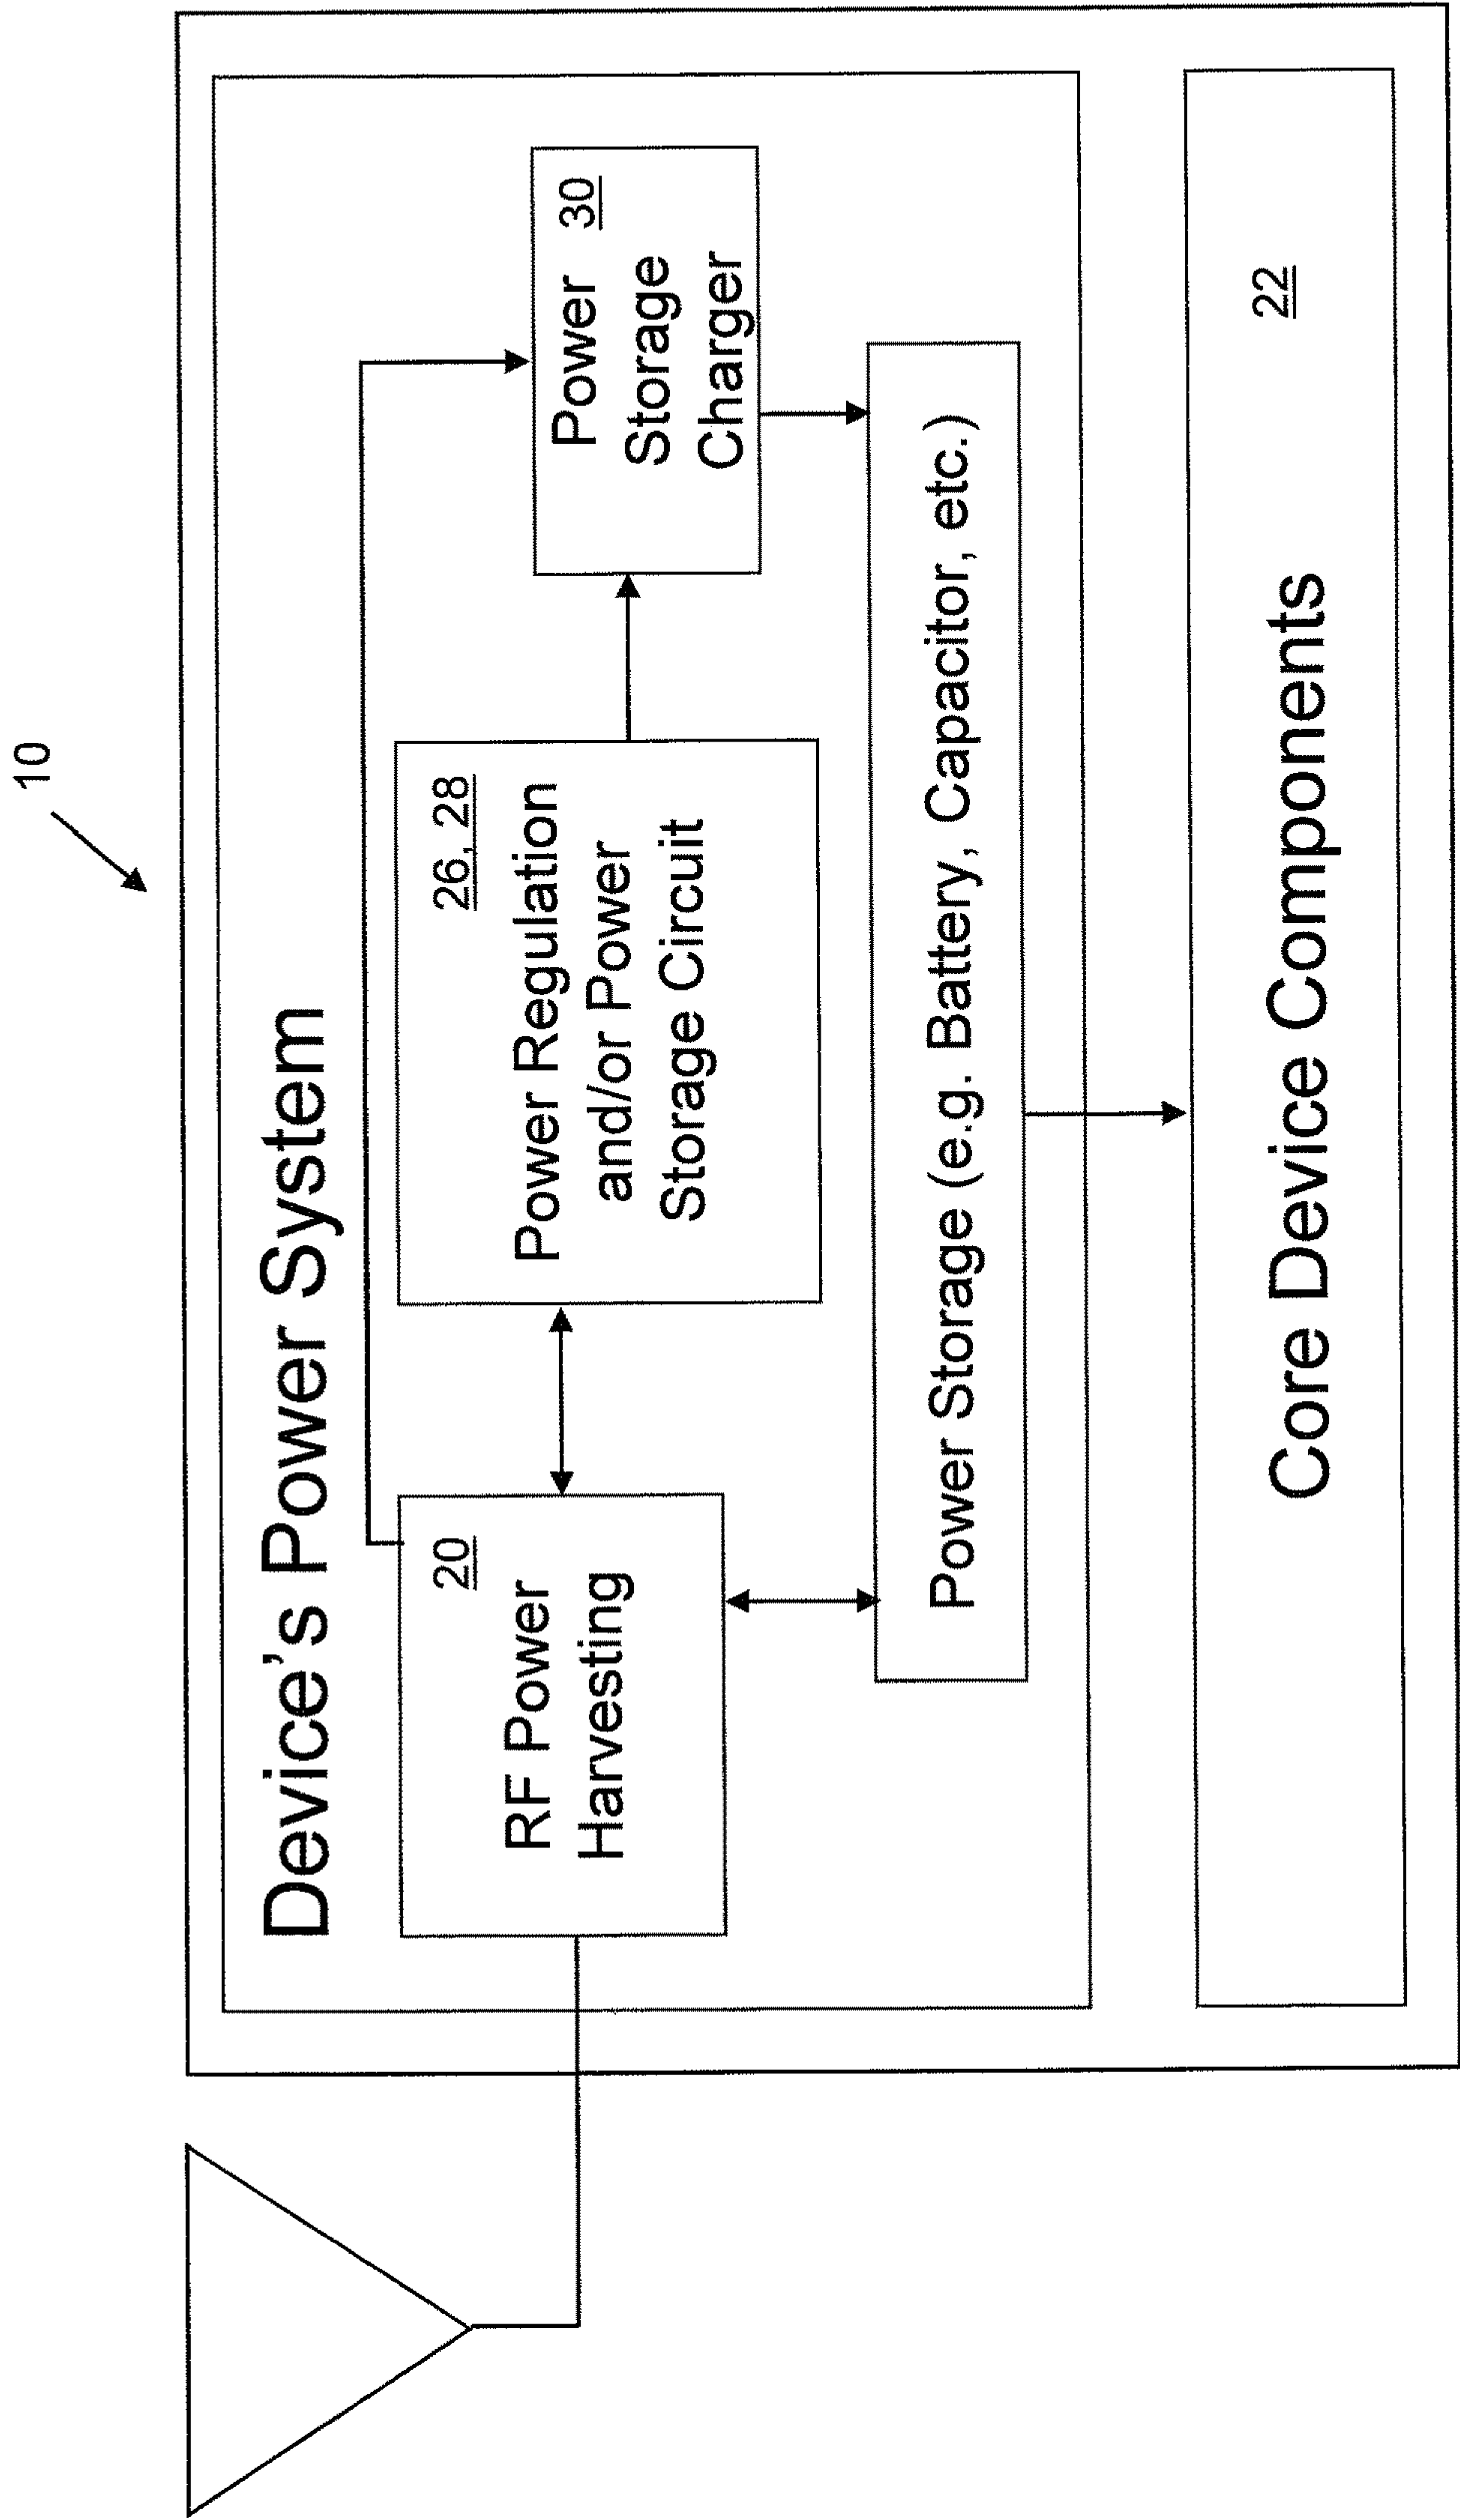 10
Device's Power System
20
RF Power
Harvesting
26, 28
Power Regulation
and/or Power
Storage Circuit
Power 30
Storage
Charger
Power Storage (e.g. Battery, Capacitor, etc.)
22
Core Device Components